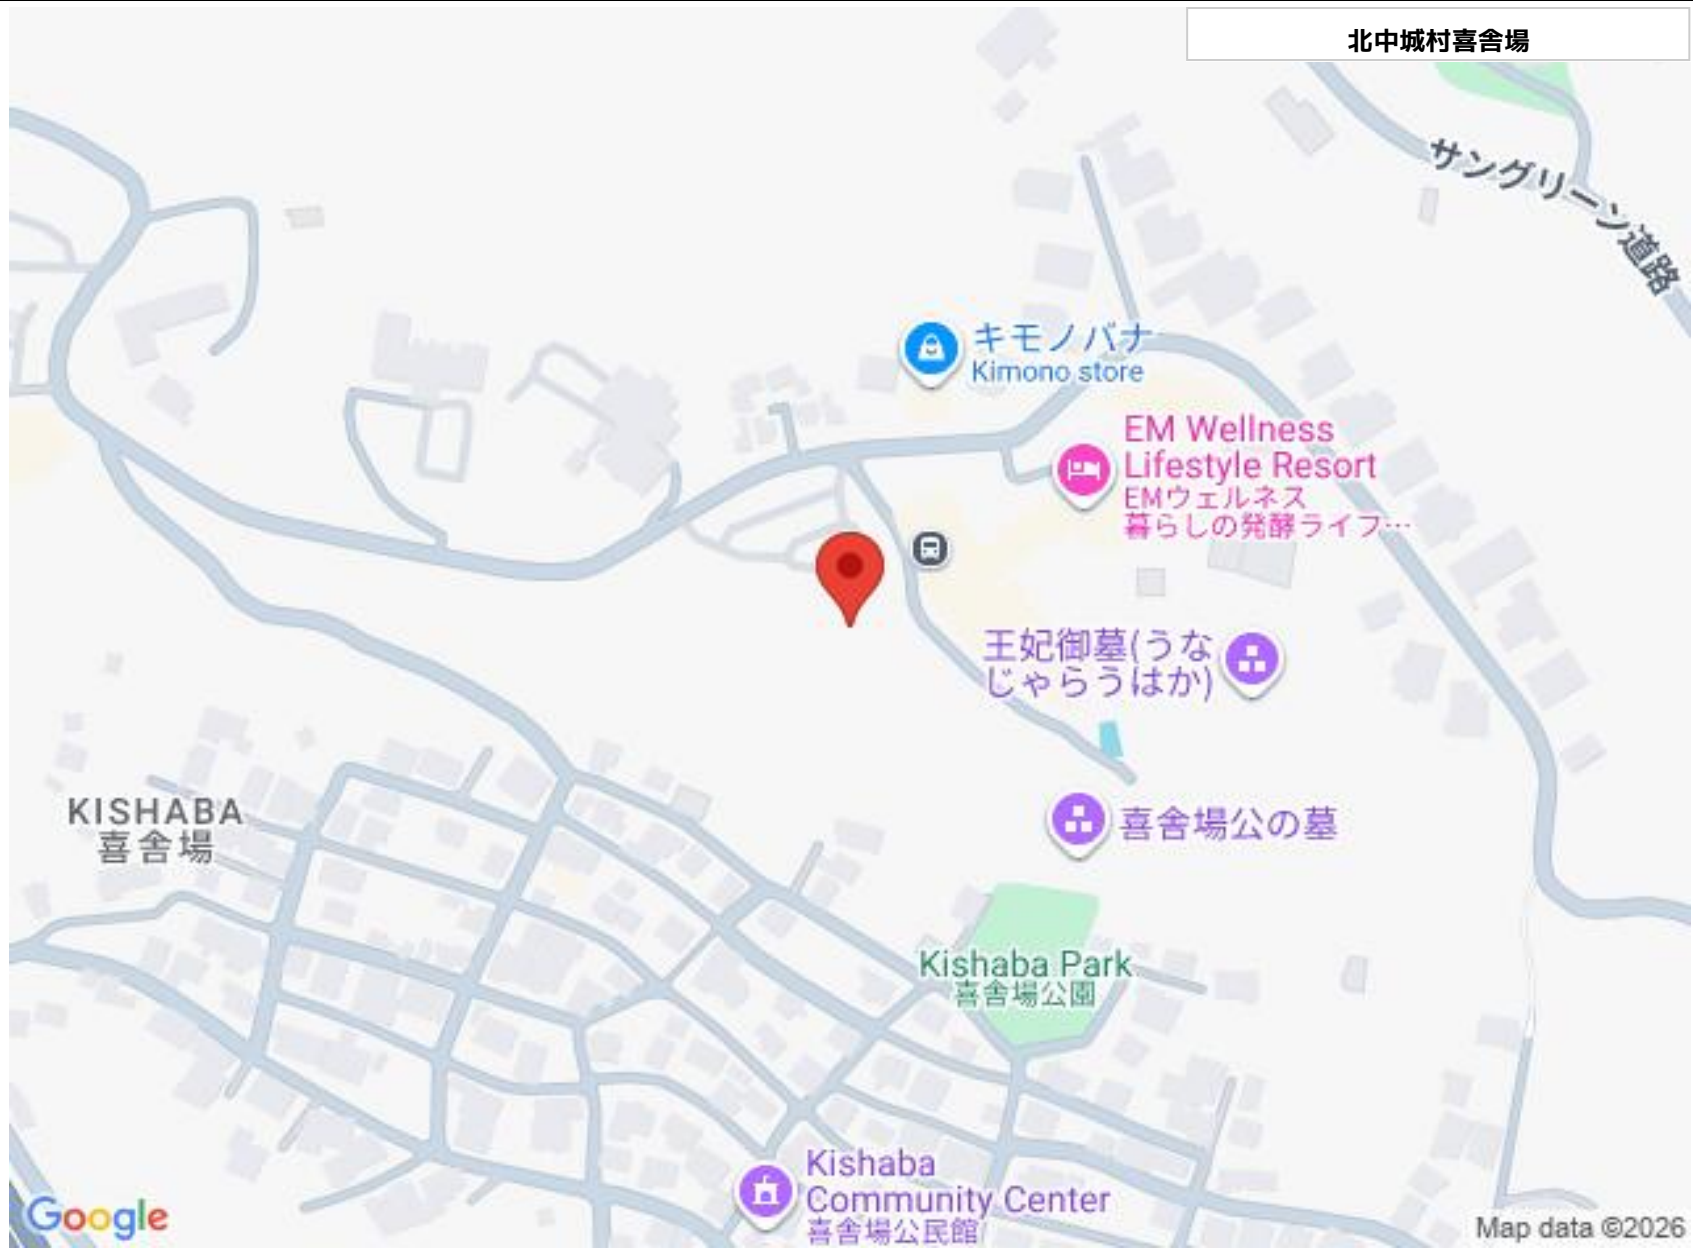 北中城村喜舎場
サングリーン道路
キモノバナ
Kimono store
EM Wellness
Lifestyle Resort
EMウェルネス
暮らしの発酵ライフ…
王妃御墓(うな
じゃらうはか)
KISHABA
喜舎場
喜舎場公の墓
Kishaba Park
喜舎場公園
Kishaba
Community Center
喜舎場公民館
Google
Map data ©2026